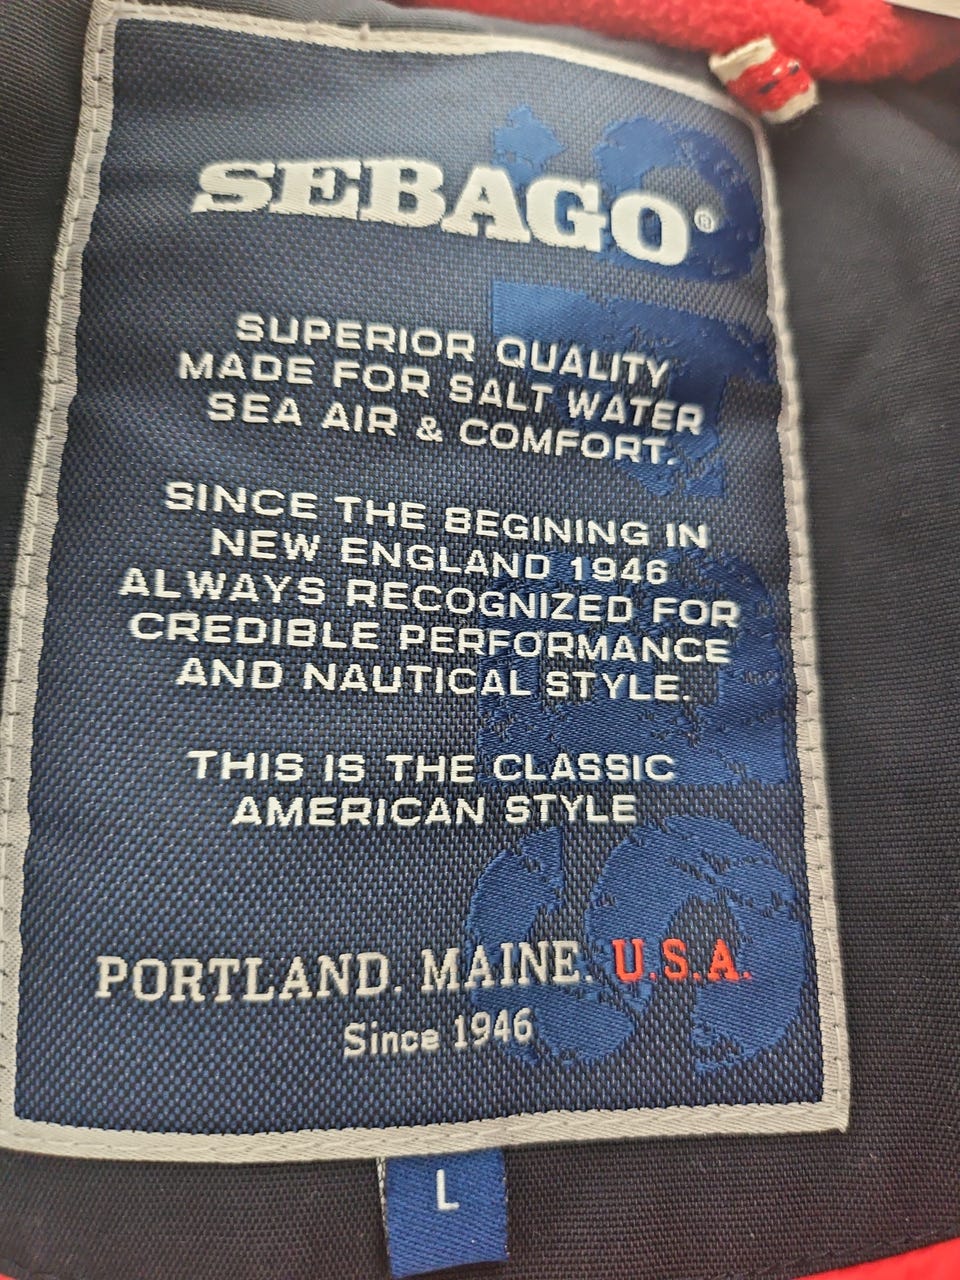 SEBAGO®
SUPERIOR QUALITY
MADE FOR SALT WATER
SEA AIR & COMFORT.
SINCE THE BEGINING IN
NEW ENGLAND 1946
ALWAYS RECOGNIZED FOR
CREDIBLE PERFORMANCE
AND NAUTICAL STYLE.
THIS IS THE CLASSIC
AMERICAN STYLE
PORTLAND. MAINE. U.S.A.
Since 1946
L